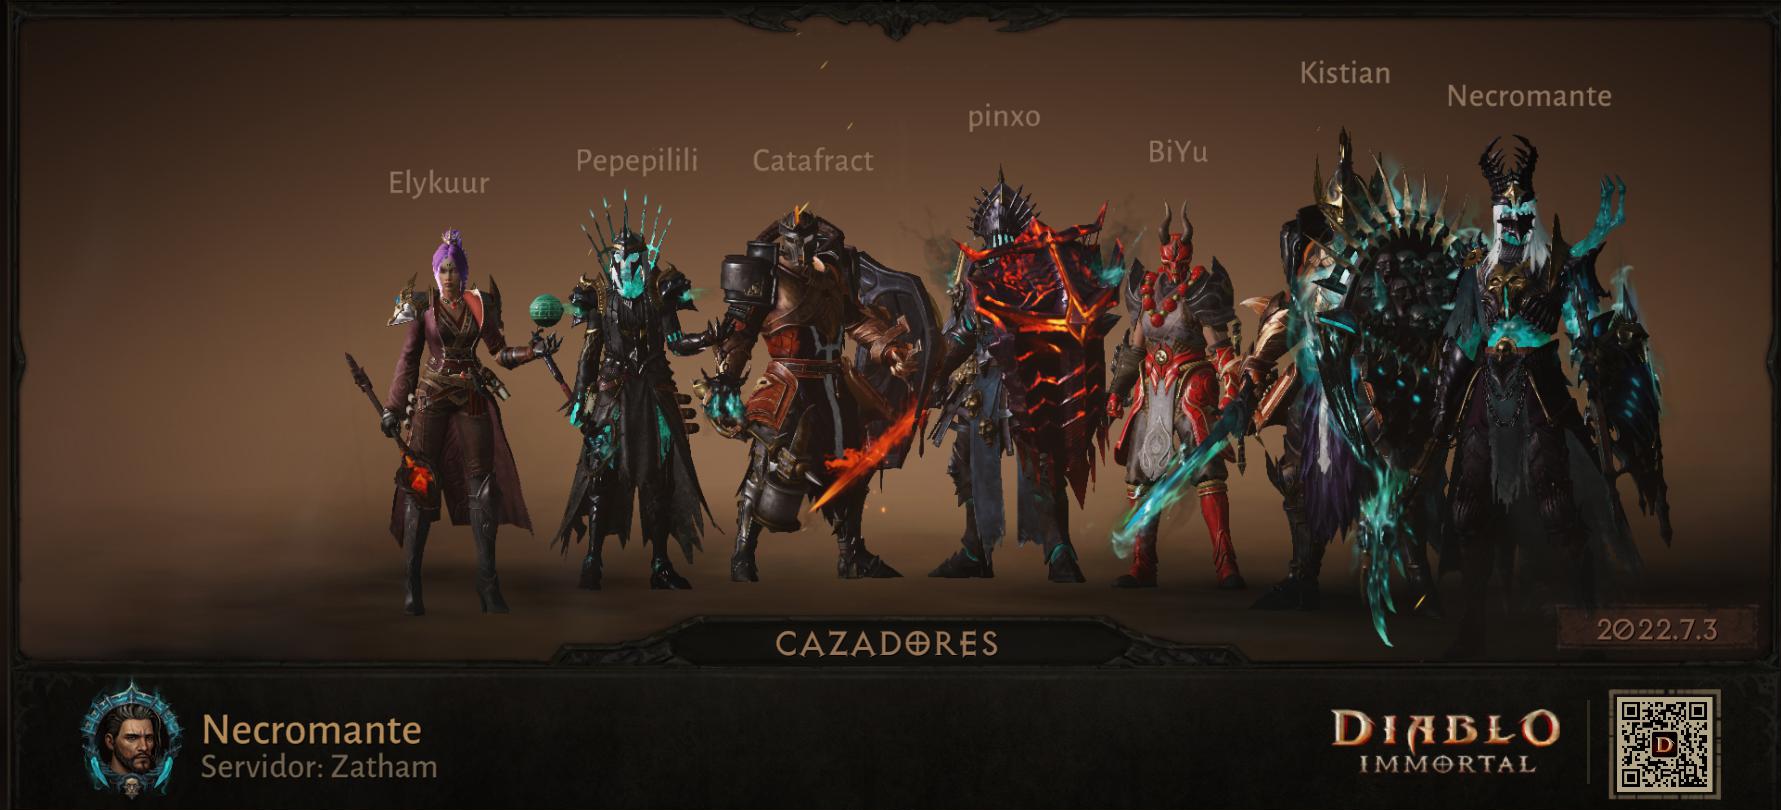 Kistian
Necromante
pinxo
BiYu
Pepepilili
Catafract
Elykuur
CAZADORES
2022.7.3
Necromante
Servidor: Zatham
DIABLO
IMMORTAL
D